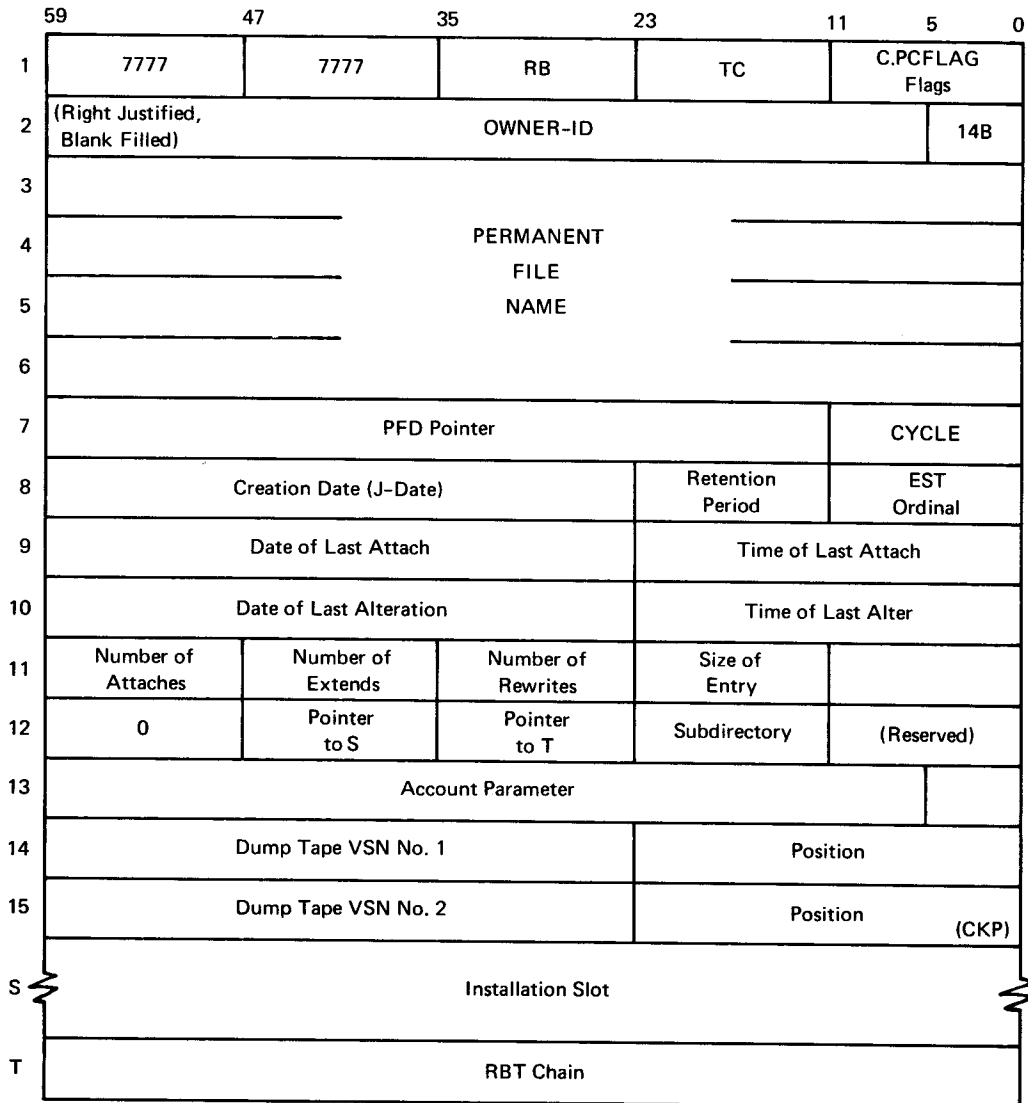 59 47 35 23 11 5 0
1 7777 7777 RB TC C.PCFLAG
Flags
2 (Right Justified,
Blank Filled) OWNER-ID 14B
3
4 PERMANENT
FILE
5 NAME
6
7 PFD Pointer CYCLE
8 Creation Date (J-Date) Retention
Period EST
Ordinal
9 Date of Last Attach Time of Last Attach
10 Date of Last Alteration Time of Last Alter
11 Number of
Attaches Number of
Extends Number of
Rewrites Size of
Entry
12 0 Pointer
to S Pointer
to T Subdirectory (Reserved)
13 Account Parameter
14 Dump Tape VSN No. 1 Position
15 Dump Tape VSN No. 2 Position (CKP)
S Installation Slot
T RBT Chain